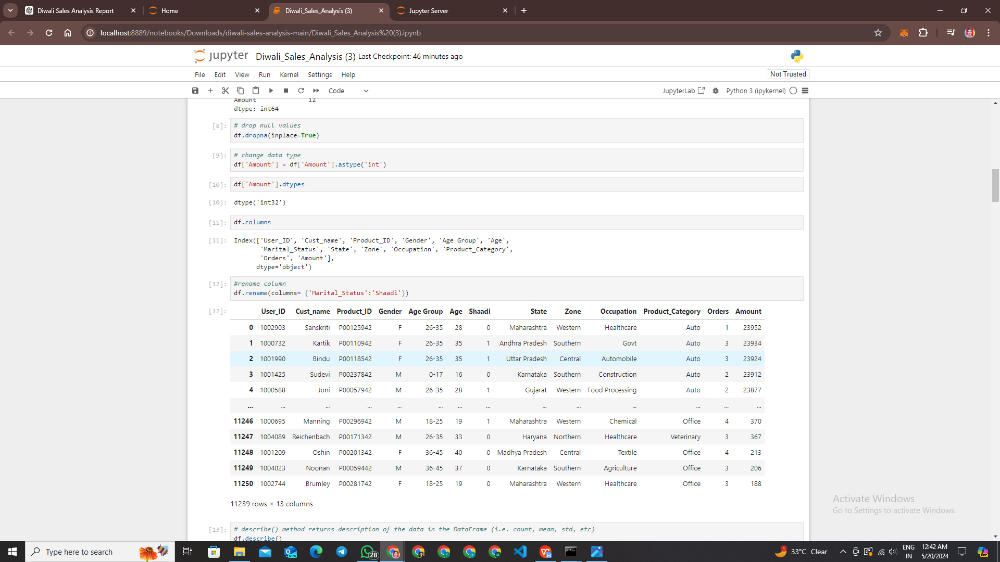 Diwali Sales Analysis Report
Home
Diwali_Sales_Analysis (3)
Jupyter Server
localhost:8889/notebooks/Downloads/diwali-sales-analysis-main/Diwali_Sales_Analysis%20(3).ipynb
jupyter Diwali_Sales_Analysis (3) Last Checkpoint: 46 minutes ago
File Edit View Run Kernel Settings Help Not Trusted
Code JupyterLab Python 3 (ipykernel)
Amount 12
dtype: int64
[8]: # drop null values
df.dropna(inplace=True)
[9]: # change data type
df['Amount'] = df['Amount'].astype('int')
[10]: df['Amount'].dtypes
[10]: dtype('int32')
[11]: df.columns
[11]: Index(['User_ID', 'Cust_name', 'Product_ID', 'Gender', 'Age Group', 'Age',
'Marital_Status', 'State', 'Zone', 'Occupation', 'Product_Category',
'Orders', 'Amount'],
dtype='object')
[12]: #rename column
df.rename(columns= {'Marital_Status':'Shaadi'})
[12]: User_ID Cust_name Product_ID Gender Age Group Age Shaadi State Zone Occupation Product_Category Orders Amount
0 1002903 Sanskriti P00125942 F 26-35 28 0 Maharashtra Western Healthcare Auto 1 23952
1 1000732 Kartik P00110942 F 26-35 35 1 Andhra Pradesh Southern Govt Auto 3 23934
2 1001990 Bindu P00118542 F 26-35 35 1 Uttar Pradesh Central Automobile Auto 3 23924
3 1001425 Sudevi P00237842 M 0-17 16 0 Karnataka Southern Construction Auto 2 23912
4 1000588 Joni P00057942 M 26-35 28 1 Gujarat Western Food Processing Auto 2 23877
... ... ... ... ... ... ... ... ... ... ... ... ... ...
11246 1000695 Manning P00296942 M 18-25 19 1 Maharashtra Western Chemical Office 4 370
11247 1004089 Reichenbach P00171342 M 26-35 33 0 Haryana Northern Healthcare Veterinary 3 367
11248 1001209 Oshin P00201342 F 36-45 40 0 Madhya Pradesh Central Textile Office 4 213
11249 1004023 Noonan P00059442 M 36-45 37 0 Karnataka Southern Agriculture Office 3 206
11250 1002744 Brumley P00281742 F 18-25 19 0 Maharashtra Western Healthcare Office 3 188
11239 rows × 13 columns
[13]: # describe() method returns description of the data in the DataFrame (i.e. count, mean, std, etc)
df.describe()
Activate Windows
Go to Settings to activate Windows.
Type here to search
NEW
28
1
33°C Clear
ENG
IN
12:42 AM
5/20/2024
PRE